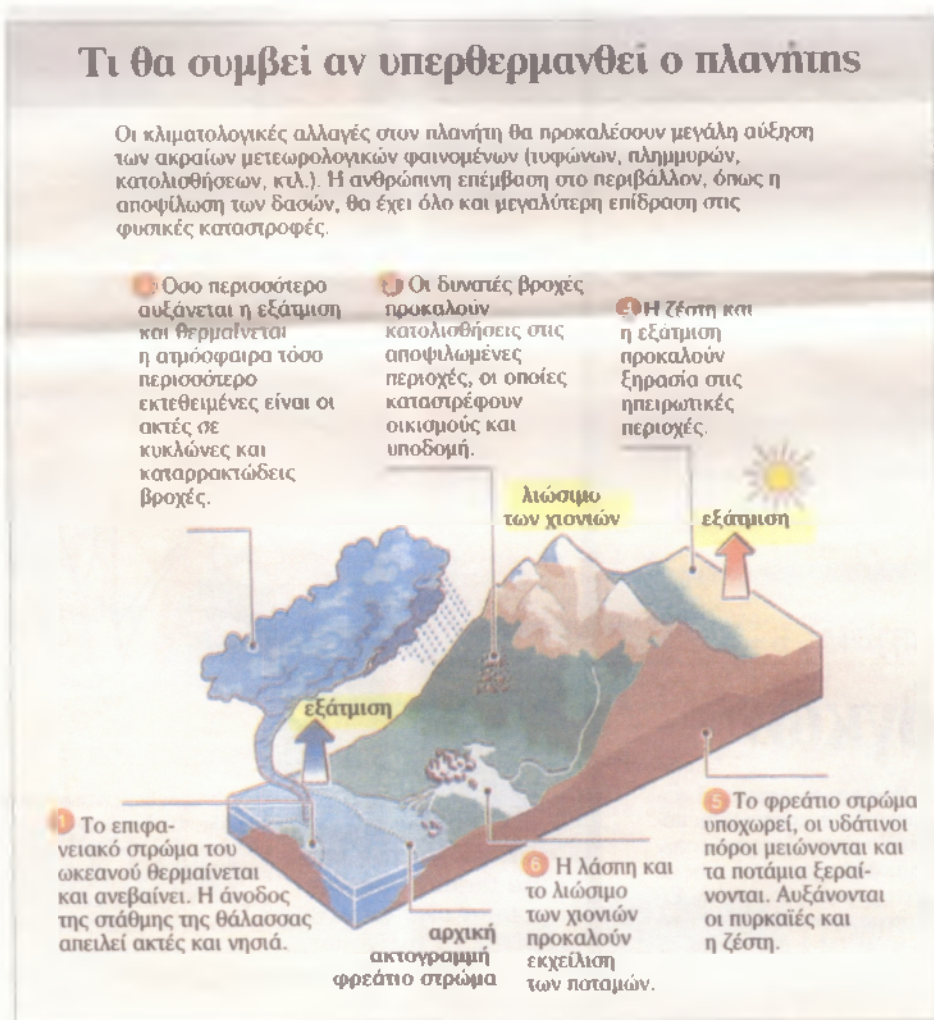 Τι θα συμβεί αν υπερθερμανθεί ο πλανήτης
Οι κλιματολογικές αλλαγές στον πλανήτη θα προκαλέσουν μεγάλη αύξηση
των ακραίων μετεωρολογικών φαινομένων (τυφώνων, πλημμυρών,
κατολισθήσεων, κτλ.). Η ανθρώπινη επέμβαση στο περιβάλλον, όπως η
αποψίλωση των δασών, θα έχει όλο και μεγαλύτερη επίδραση στις
φυσικές καταστροφές.
Οσο περισσότερο
αυξάνεται η εξάτμιση
και θερμαίνεται
η ατμόσφαιρα τόσο
περισσότερο
εκτεθειμένες είναι οι
ακτές σε
κυκλώνες και
καταρρακτώδεις
βροχές.
Οι δυνατές βροχές
προκαλούν
κατολισθήσεις στις
αποψιλωμένες
περιοχές, οι οποίες
καταστρέφουν
οικισμούς και
υποδομή.
4 Η ζέστη και
η εξάτμιση
προκαλούν
ξηρασία στις
ηπειρωτικές
περιοχές.
λιώσιμο
των χιονιών
εξάτμιση
εξάτμιση
1 Το επιφα-
νειακό στρώμα του
ωκεανού θερμαίνεται
και ανεβαίνει. Η άνοδος
της στάθμης της θάλασσας
απειλεί ακτές και νησιά.
αρχική
ακτογραμμή
φρεάτιο στρώμα
6 Η λάσπη και
το λιώσιμο
των χιονιών
προκαλούν
εκχείλιση
των ποταμών.
5 Το φρεάτιο στρώμα
υποχωρεί, οι υδάτινοι
πόροι μειώνονται και
τα ποτάμια ξεραί-
νονται. Αυξάνονται
οι πυρκαϊές και
η ζέστη.